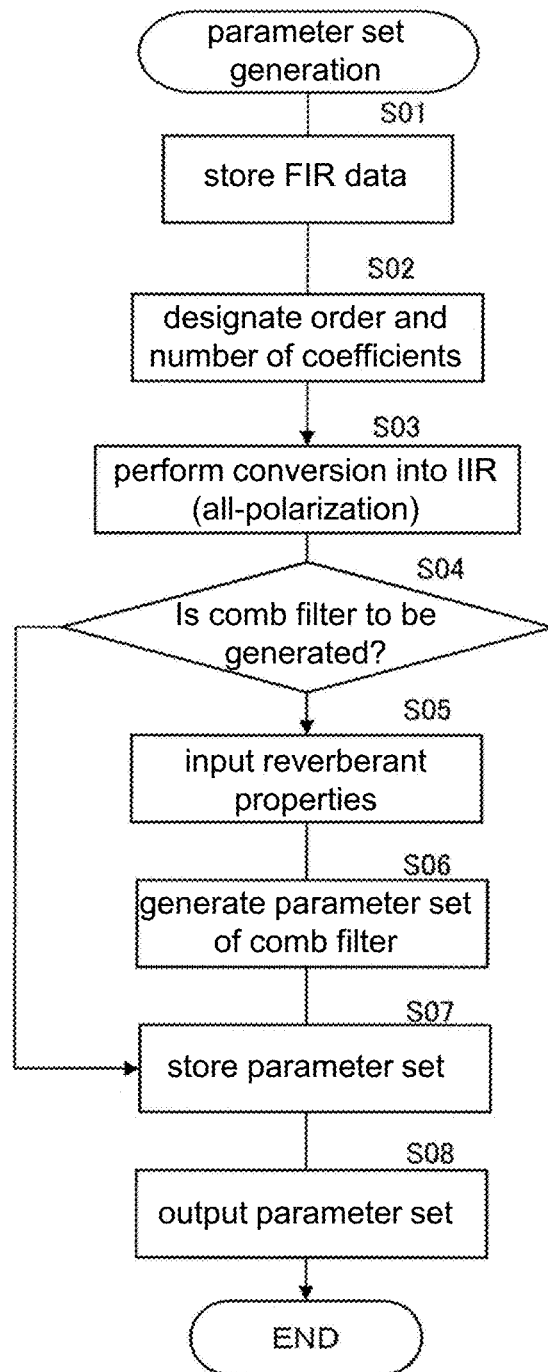 parameter set
generation
S01
store FIR data
S02
designate order and
number of coefficients
S03
perform conversion into IIR
(all-polarization)
S04
Is comb filter to be
generated?
S05
input reverberant
properties
S06
generate parameter set
of comb filter
S07
store parameter set
S08
output parameter set
END